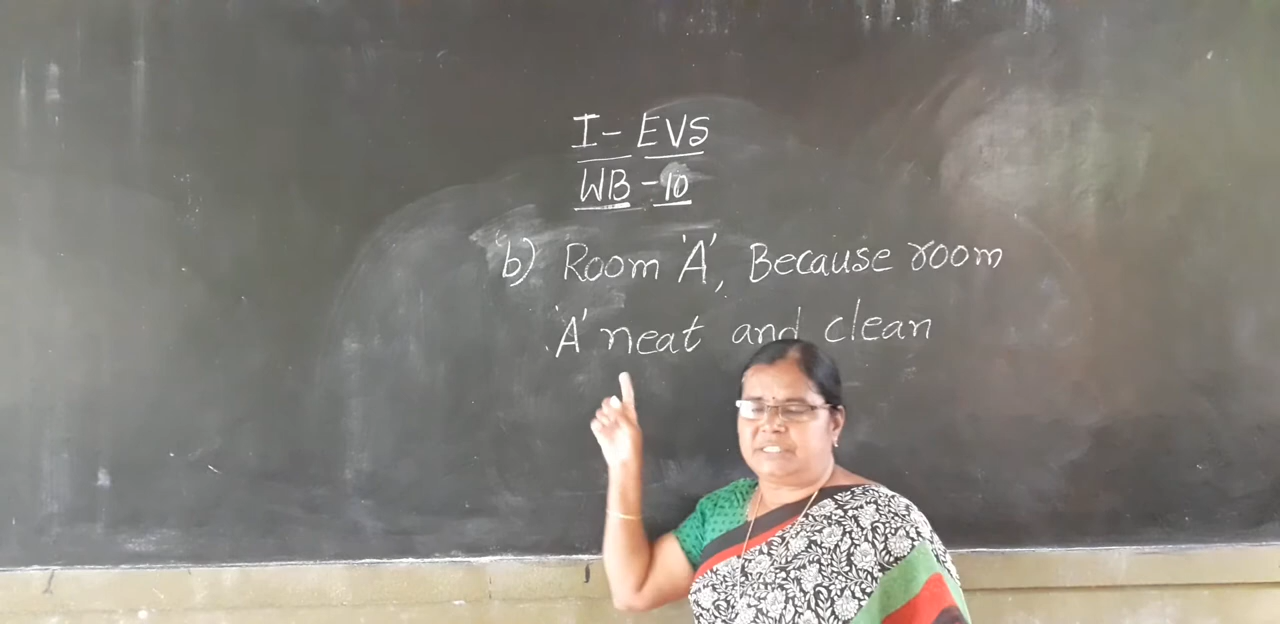 I - EVS
WB - 10
b) Room 'A', Because room
'A' neat and clean